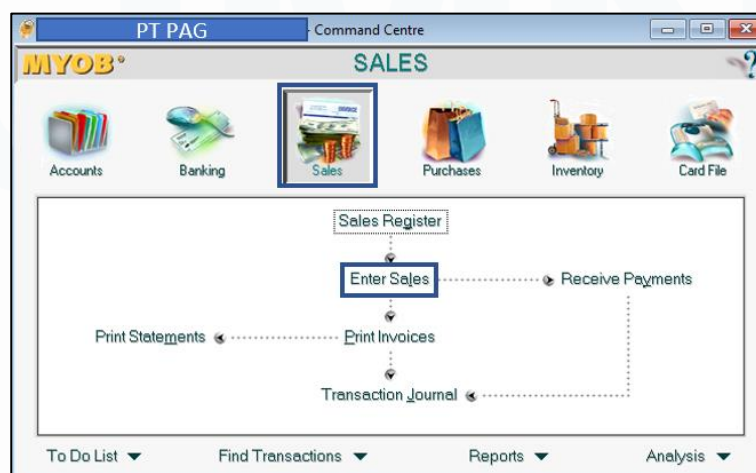 PT PAG - Command Centre
MYOB SALES ?
Accounts Banking Sales Purchases Inventory Card File
Sales Register
Enter Sales Receive Payments
Print Statements Print Invoices
Transaction Journal
To Do List Find Transactions Reports Analysis